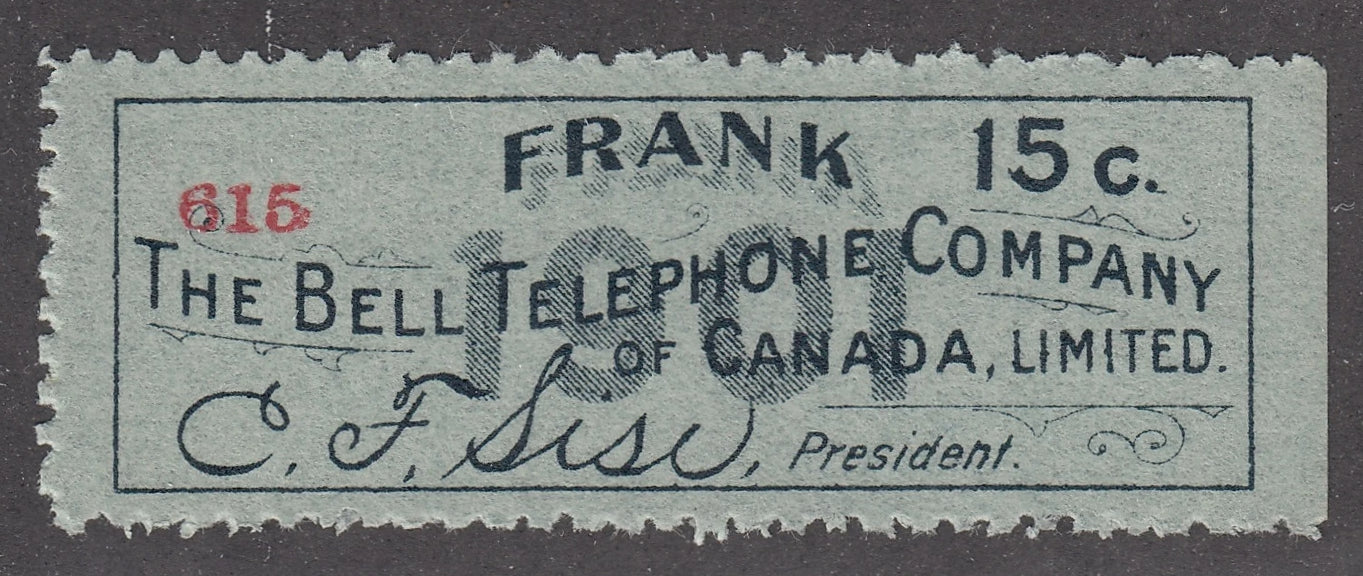 FRANK 15c.
615
1901
THE BELL TELEPHONE COMPANY
OF CANADA, LIMITED.
C. F. Sise, President.